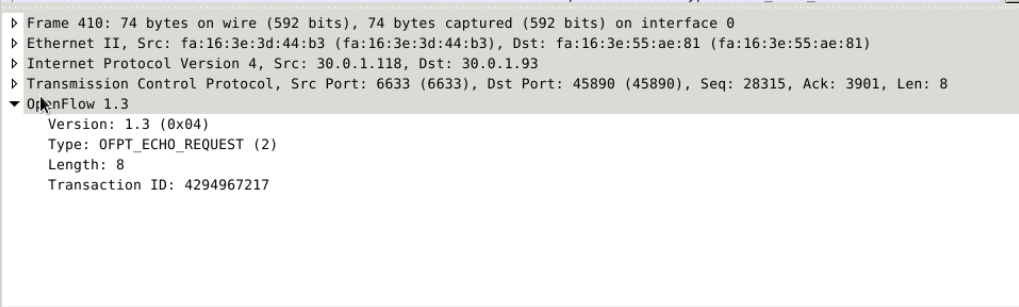 Frame 410: 74 bytes on wire (592 bits), 74 bytes captured (592 bits) on interface 0
Ethernet II, Src: fa:16:3e:3d:44:b3 (fa:16:3e:3d:44:b3), Dst: fa:16:3e:55:ae:81 (fa:16:3e:55:ae:81)
Internet Protocol Version 4, Src: 30.0.1.118, Dst: 30.0.1.93
Transmission Control Protocol, Src Port: 6633 (6633), Dst Port: 45890 (45890), Seq: 28315, Ack: 3901, Len: 8
OpenFlow 1.3
Version: 1.3 (0x04)
Type: OFPT_ECHO_REQUEST (2)
Length: 8
Transaction ID: 4294967217